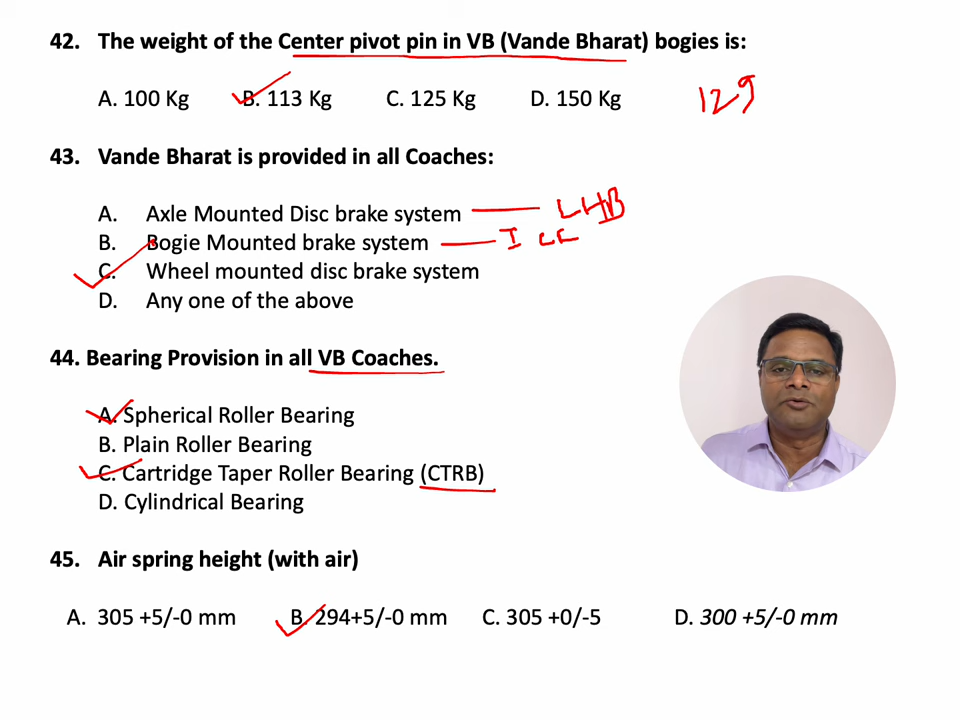 42. The weight of the Center pivot pin in VB (Vande Bharat) bogies is:
A. 100 Kg B. 113 Kg C. 125 Kg D. 150 Kg 129
43. Vande Bharat is provided in all Coaches:
A. Axle Mounted Disc brake system LHB
B. Bogie Mounted brake system
C. Wheel mounted disc brake system
D. Any one of the above
44. Bearing Provision in all VB Coaches.
A. Spherical Roller Bearing
B. Plain Roller Bearing
C. Cartridge Taper Roller Bearing (CTRB)
D. Cylindrical Bearing
45. Air spring height (with air)
A. 305 +5/-0 mm B. 294+5/-0 mm C. 305 +0/-5 D. 300 +5/-0 mm